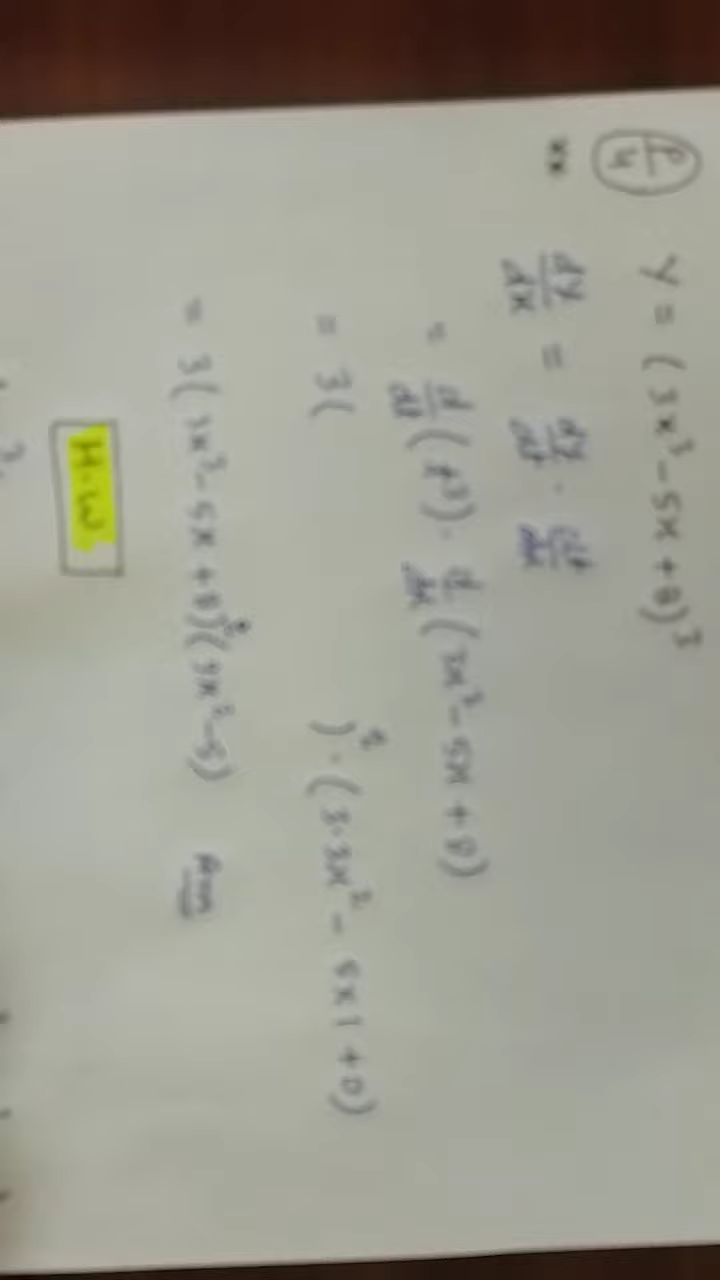 P/4
y = (3x³ - 5x + 8)³
** dy/dx = dy/dt · dt/dx
= d/dt (t³) · d/dx (3x³ - 5x + 8)
= 3( )² · (3·3x² - 5x1 + 0)
= 3(3x³ - 5x + 8)²(9x² - 5) Ans
H.W